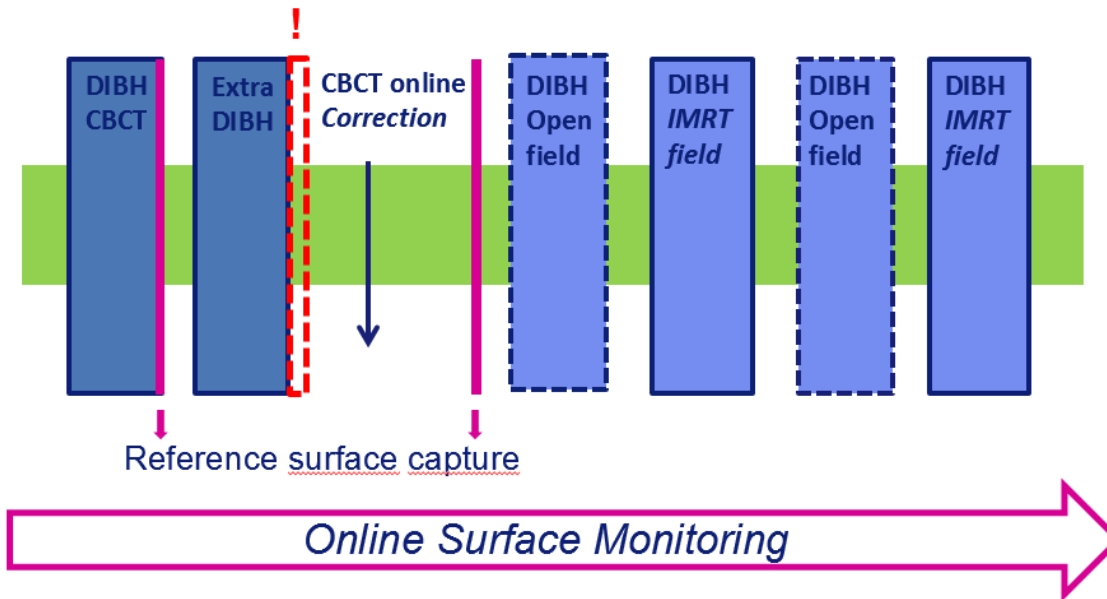 !
DIBH
CBCT
Extra
DIBH
CBCT online
Correction
DIBH
Open
field
DIBH
IMRT
field
DIBH
Open
field
DIBH
IMRT
field
Reference surface capture
Online Surface Monitoring